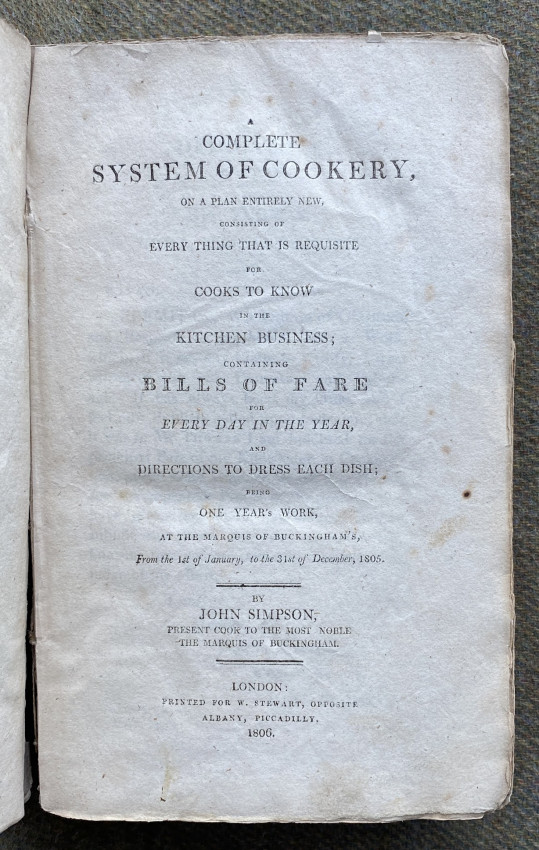 A
COMPLETE
SYSTEM OF COOKERY,
ON A PLAN ENTIRELY NEW,
CONSISTING OF
EVERY THING THAT IS REQUISITE
FOR
COOKS TO KNOW
IN THE
KITCHEN BUSINESS;
CONTAINING
BILLS OF FARE
FOR
EVERY DAY IN THE YEAR,
AND
DIRECTIONS TO DRESS EACH DISH;
BEING
ONE YEAR's WORK,
AT THE MARQUIS OF BUCKINGHAM's,
From the 1st of January, to the 31st of December, 1805.
BY
JOHN SIMPSON,
PRESENT COOK TO THE MOST NOBLE
THE MARQUIS OF BUCKINGHAM.
LONDON:
PRINTED FOR W. STEWART, OPPOSITE
ALBANY, PICCADILLY.
1806.